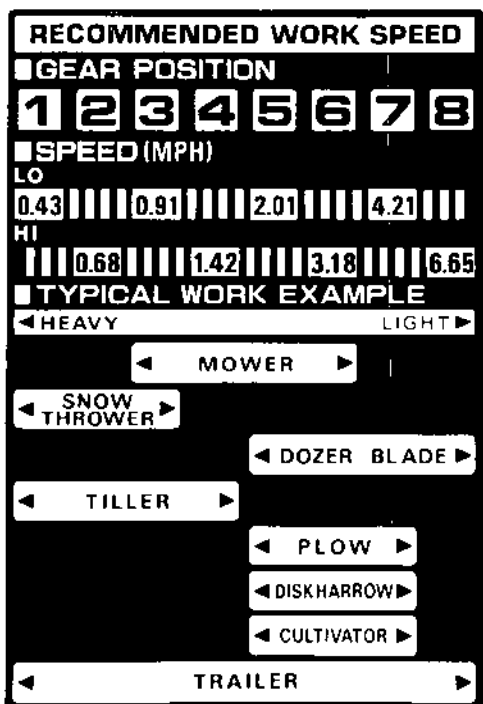 RECOMMENDED WORK SPEED
GEAR POSITION
1 2 3 4 5 6 7 8
SPEED (MPH)
LO
0.43 0.91 2.01 4.21
HI
0.68 1.42 3.18 6.65
TYPICAL WORK EXAMPLE
HEAVY LIGHT
MOWER
SNOW
THROWER
DOZER BLADE
TILLER
PLOW
DISKHARROW
CULTIVATOR
TRAILER